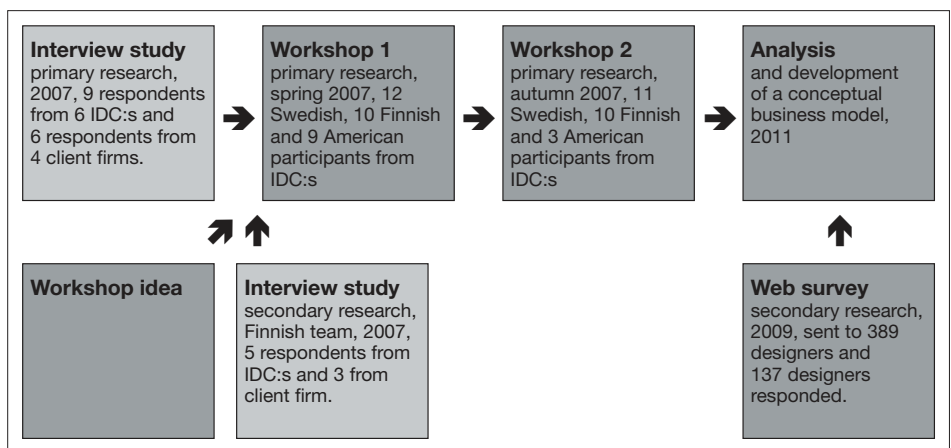 Interview study
primary research,
2007, 9 respondents
from 6 IDC:s and
6 respondents from
4 client firms.
Workshop 1
primary research,
spring 2007, 12
Swedish, 10 Finnish
and 9 American
participants from
IDC:s
Workshop 2
primary research,
autumn 2007, 11
Swedish, 10 Finnish
and 3 American
participants from
IDC:s
Analysis
and development
of a conceptual
business model,
2011
Workshop idea
Interview study
secondary research,
Finnish team, 2007,
5 respondents from
IDC:s and 3 from
client firm.
Web survey
secondary research,
2009, sent to 389
designers and
137 designers
responded.